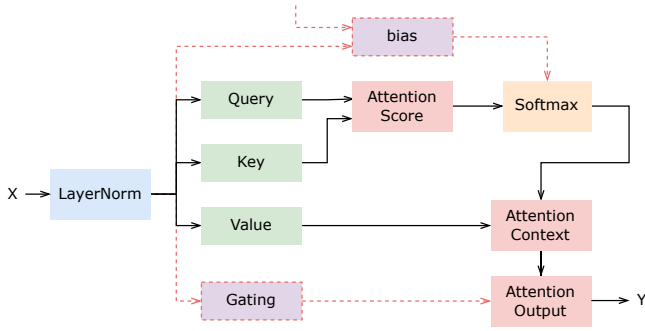 bias
Query
Attention
Score
Softmax
Key
X
LayerNorm
Value
Attention
Context
Gating
Attention
Output
Y